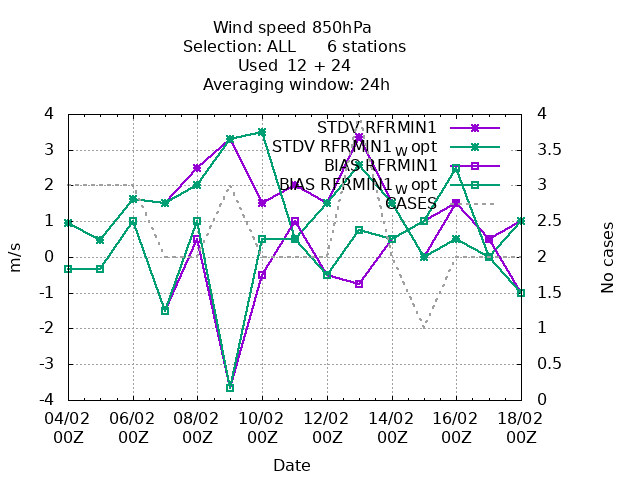 Wind speed 850hPa
Selection: ALL 6 stations
Used 12 + 24
Averaging window: 24h
STDV RFRMIN1
STDV RFRMIN1_w opt
BIAS RFRMIN1
BIAS RFRMIN1_w opt
CASES
4
3
2
1
0
-1
-2
-3
-4
m/s
4
3.5
3
2.5
2
1.5
1
0.5
0
No cases
04/02 06/02 08/02 10/02 12/02 14/02 16/02 18/02
00Z 00Z 00Z 00Z 00Z 00Z 00Z 00Z
Date